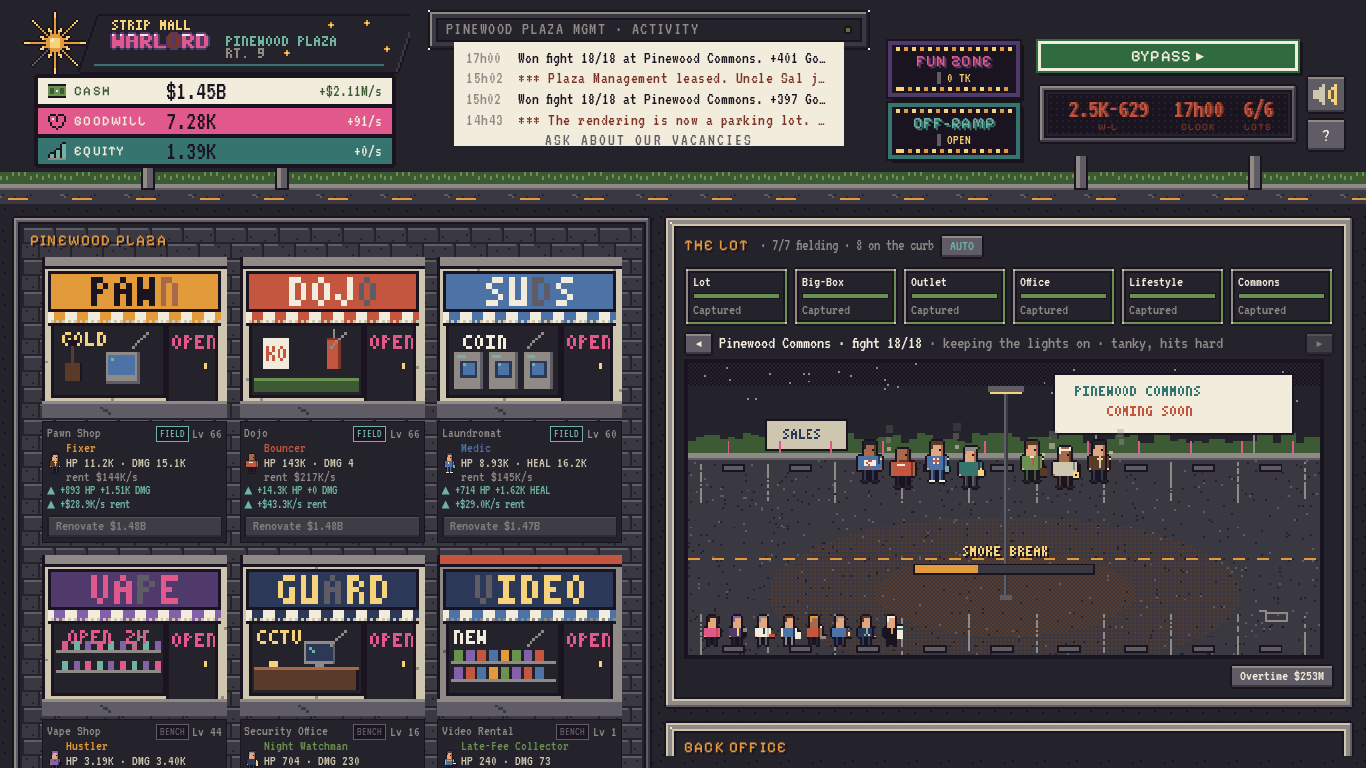 STRIP MALL
WARLORD
PINEWOOD PLAZA
RT. 9
CASH $1.45B +$2.11M/s
GOODWILL 7.28K +91/s
EQUITY 1.39K +0/s
PINEWOOD PLAZA MGMT · ACTIVITY
17h00 Won fight 18/18 at Pinewood Commons. +401 Go…
15h02 *** Plaza Management leased. Uncle Sal j…
15h02 Won fight 18/18 at Pinewood Commons. +397 Go…
14h43 *** The rendering is now a parking lot. …
ASK ABOUT OUR VACANCIES
FUN ZONE
0 TK
OFF-RAMP
OPEN
BYPASS ▶
2.5K-629 17h00 6/6
W-L CLOCK LOTS
?
PINEWOOD PLAZA
PAWN
GOLD
OPEN
Pawn Shop FIELD Lv 66
Fixer
HP 11.2K · DMG 15.1K
rent $144K/s
▲ +893 HP +1.51K DMG
▲ +$28.9K/s rent
Renovate $1.48B
DOJO
KO
OPEN
Dojo FIELD Lv 66
Bouncer
HP 143K · DMG 4
rent $217K/s
▲ +14.3K HP +0 DMG
▲ +$43.3K/s rent
Renovate $1.48B
SUDS
COIN
OPEN
Laundromat FIELD Lv 60
Medic
HP 8.93K · HEAL 16.2K
rent $145K/s
▲ +714 HP +1.62K HEAL
▲ +$29.0K/s rent
Renovate $1.47B
VAPE
OPEN 24
OPEN
Vape Shop BENCH Lv 44
Hustler
HP 3.19K · DMG 3.40K
GUARD
CCTV
OPEN
Security Office BENCH Lv 16
Night Watchman
HP 704 · DMG 230
VIDEO
NEW
OPEN
Video Rental BENCH Lv 1
Late-Fee Collector
HP 240 · DMG 73
THE LOT · 7/7 fielding · 8 on the curb AUTO
Lot
Captured
Big-Box
Captured
Outlet
Captured
Office
Captured
Lifestyle
Captured
Commons
Captured
◀ Pinewood Commons · fight 18/18 · keeping the lights on · tanky, hits hard ▶
PINEWOOD COMMONS
COMING SOON
SALES
SMOKE BREAK
Overtime $253M
BACK OFFICE